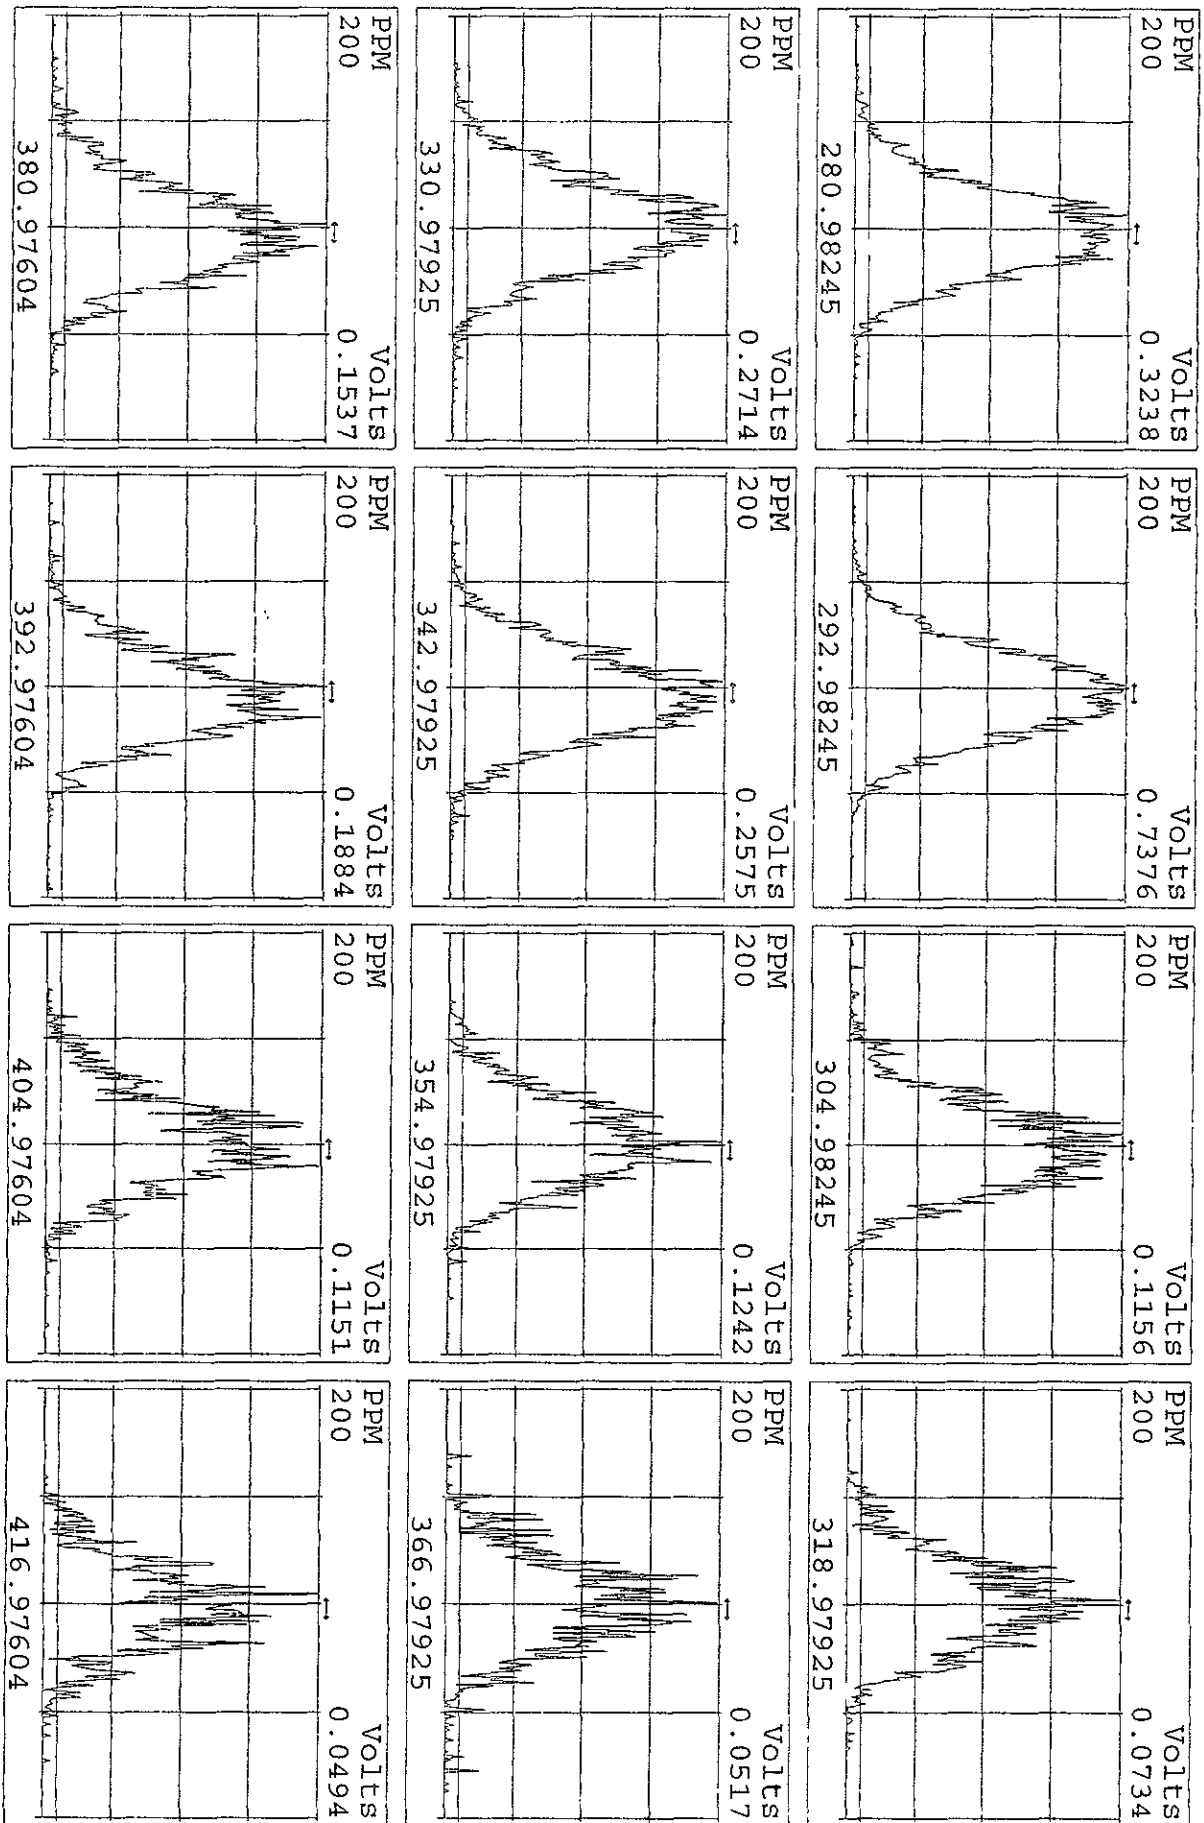 PPM Volts
200 0.3238
280.98245
PPM Volts
200 0.7376
292.98245
PPM Volts
200 0.1156
304.98245
PPM Volts
200 0.0734
318.97925
PPM Volts
200 0.2714
330.97925
PPM Volts
200 0.2575
342.97925
PPM Volts
200 0.1242
354.97925
PPM Volts
200 0.0517
366.97925
PPM Volts
200 0.1537
380.97604
PPM Volts
200 0.1884
392.97604
PPM Volts
200 0.1151
404.97604
PPM Volts
200 0.0494
416.97604